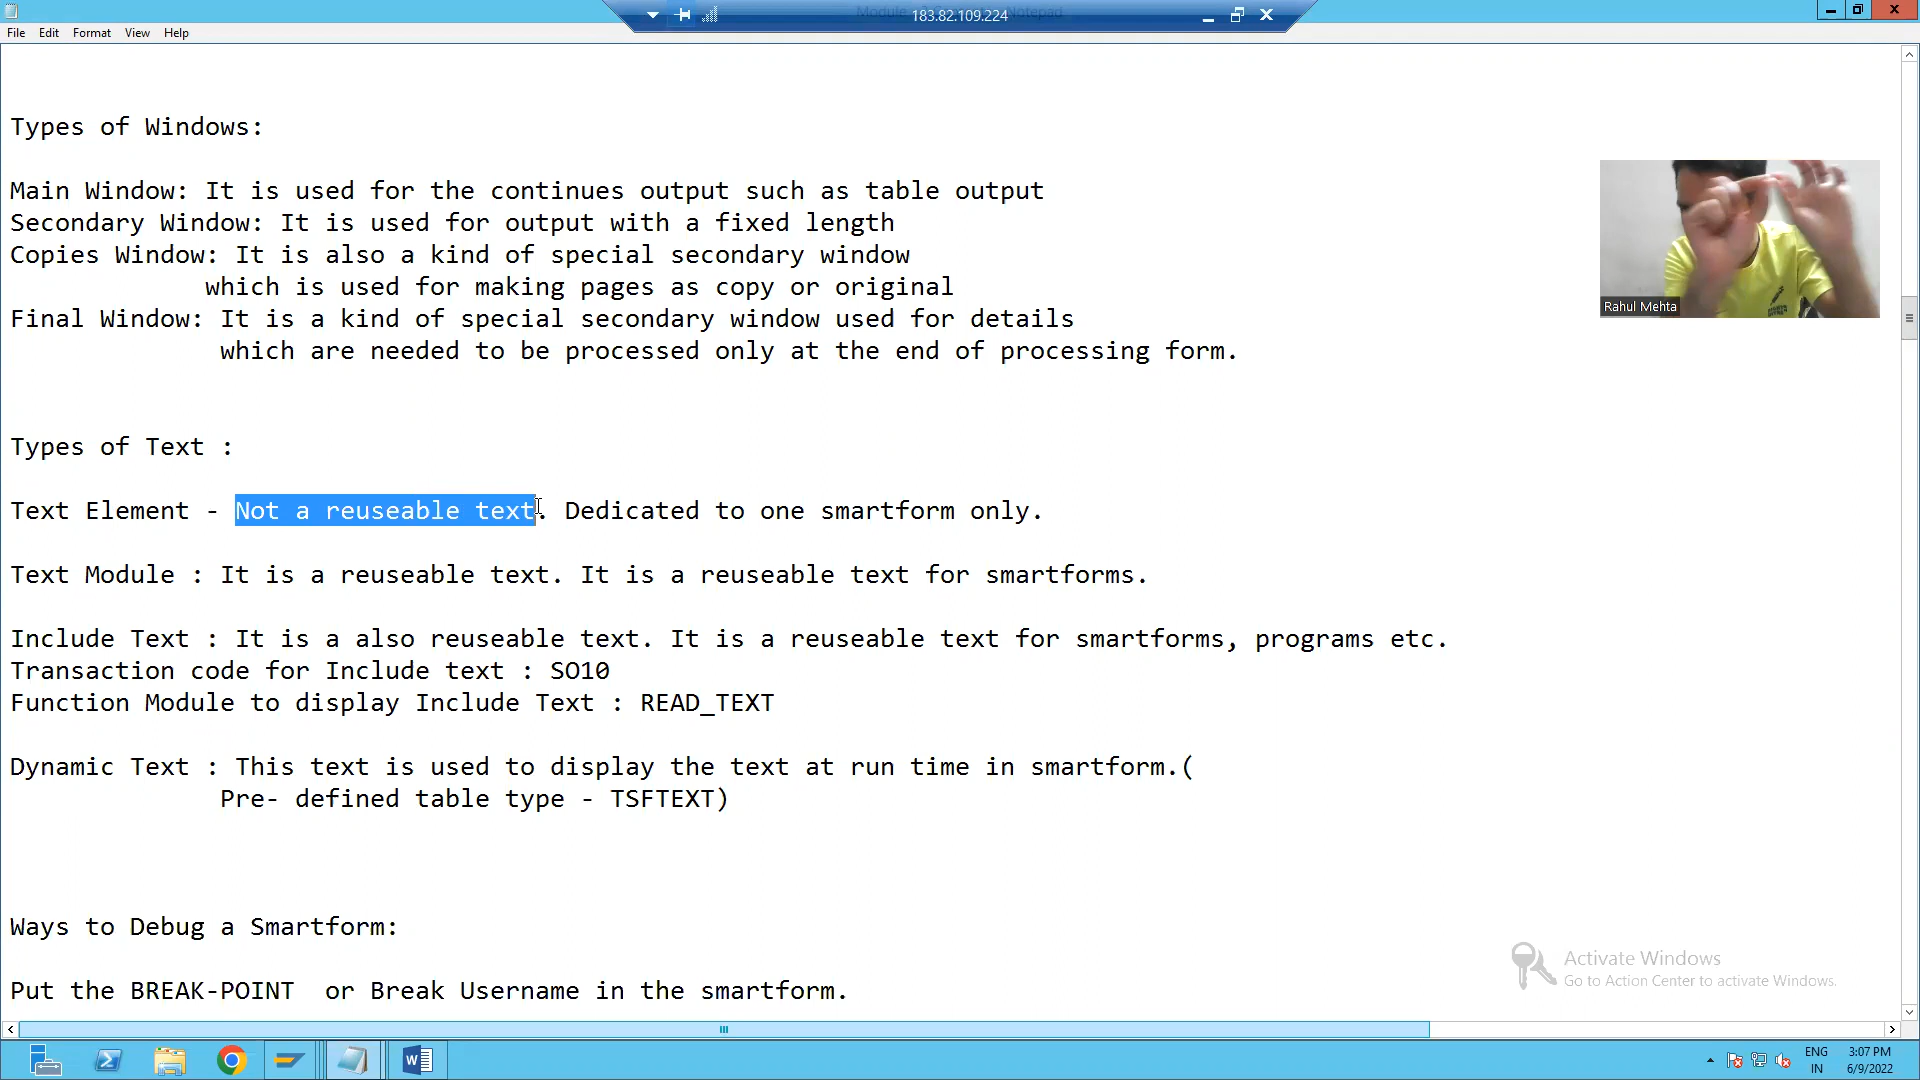 183.82.109.224
File Edit Format View Help
Types of Windows:
Main Window: It is used for the continues output such as table output
Secondary Window: It is used for output with a fixed length
Copies Window: It is also a kind of special secondary window
which is used for making pages as copy or original
Final Window: It is a kind of special secondary window used for details
which are needed to be processed only at the end of processing form.
Rahul Mehta
Types of Text :
Text Element - Not a reuseable text. Dedicated to one smartform only.
Text Module : It is a reuseable text. It is a reuseable text for smartforms.
Include Text : It is a also reuseable text. It is a reuseable text for smartforms, programs etc.
Transaction code for Include text : SO10
Function Module to display Include Text : READ_TEXT
Dynamic Text : This text is used to display the text at run time in smartform.(
Pre- defined table type - TSFTEXT)
Ways to Debug a Smartform:
Put the BREAK-POINT  or Break Username in the smartform.
Activate Windows
Go to Action Center to activate Windows.
ENG 3:07 PM
IN 6/9/2022